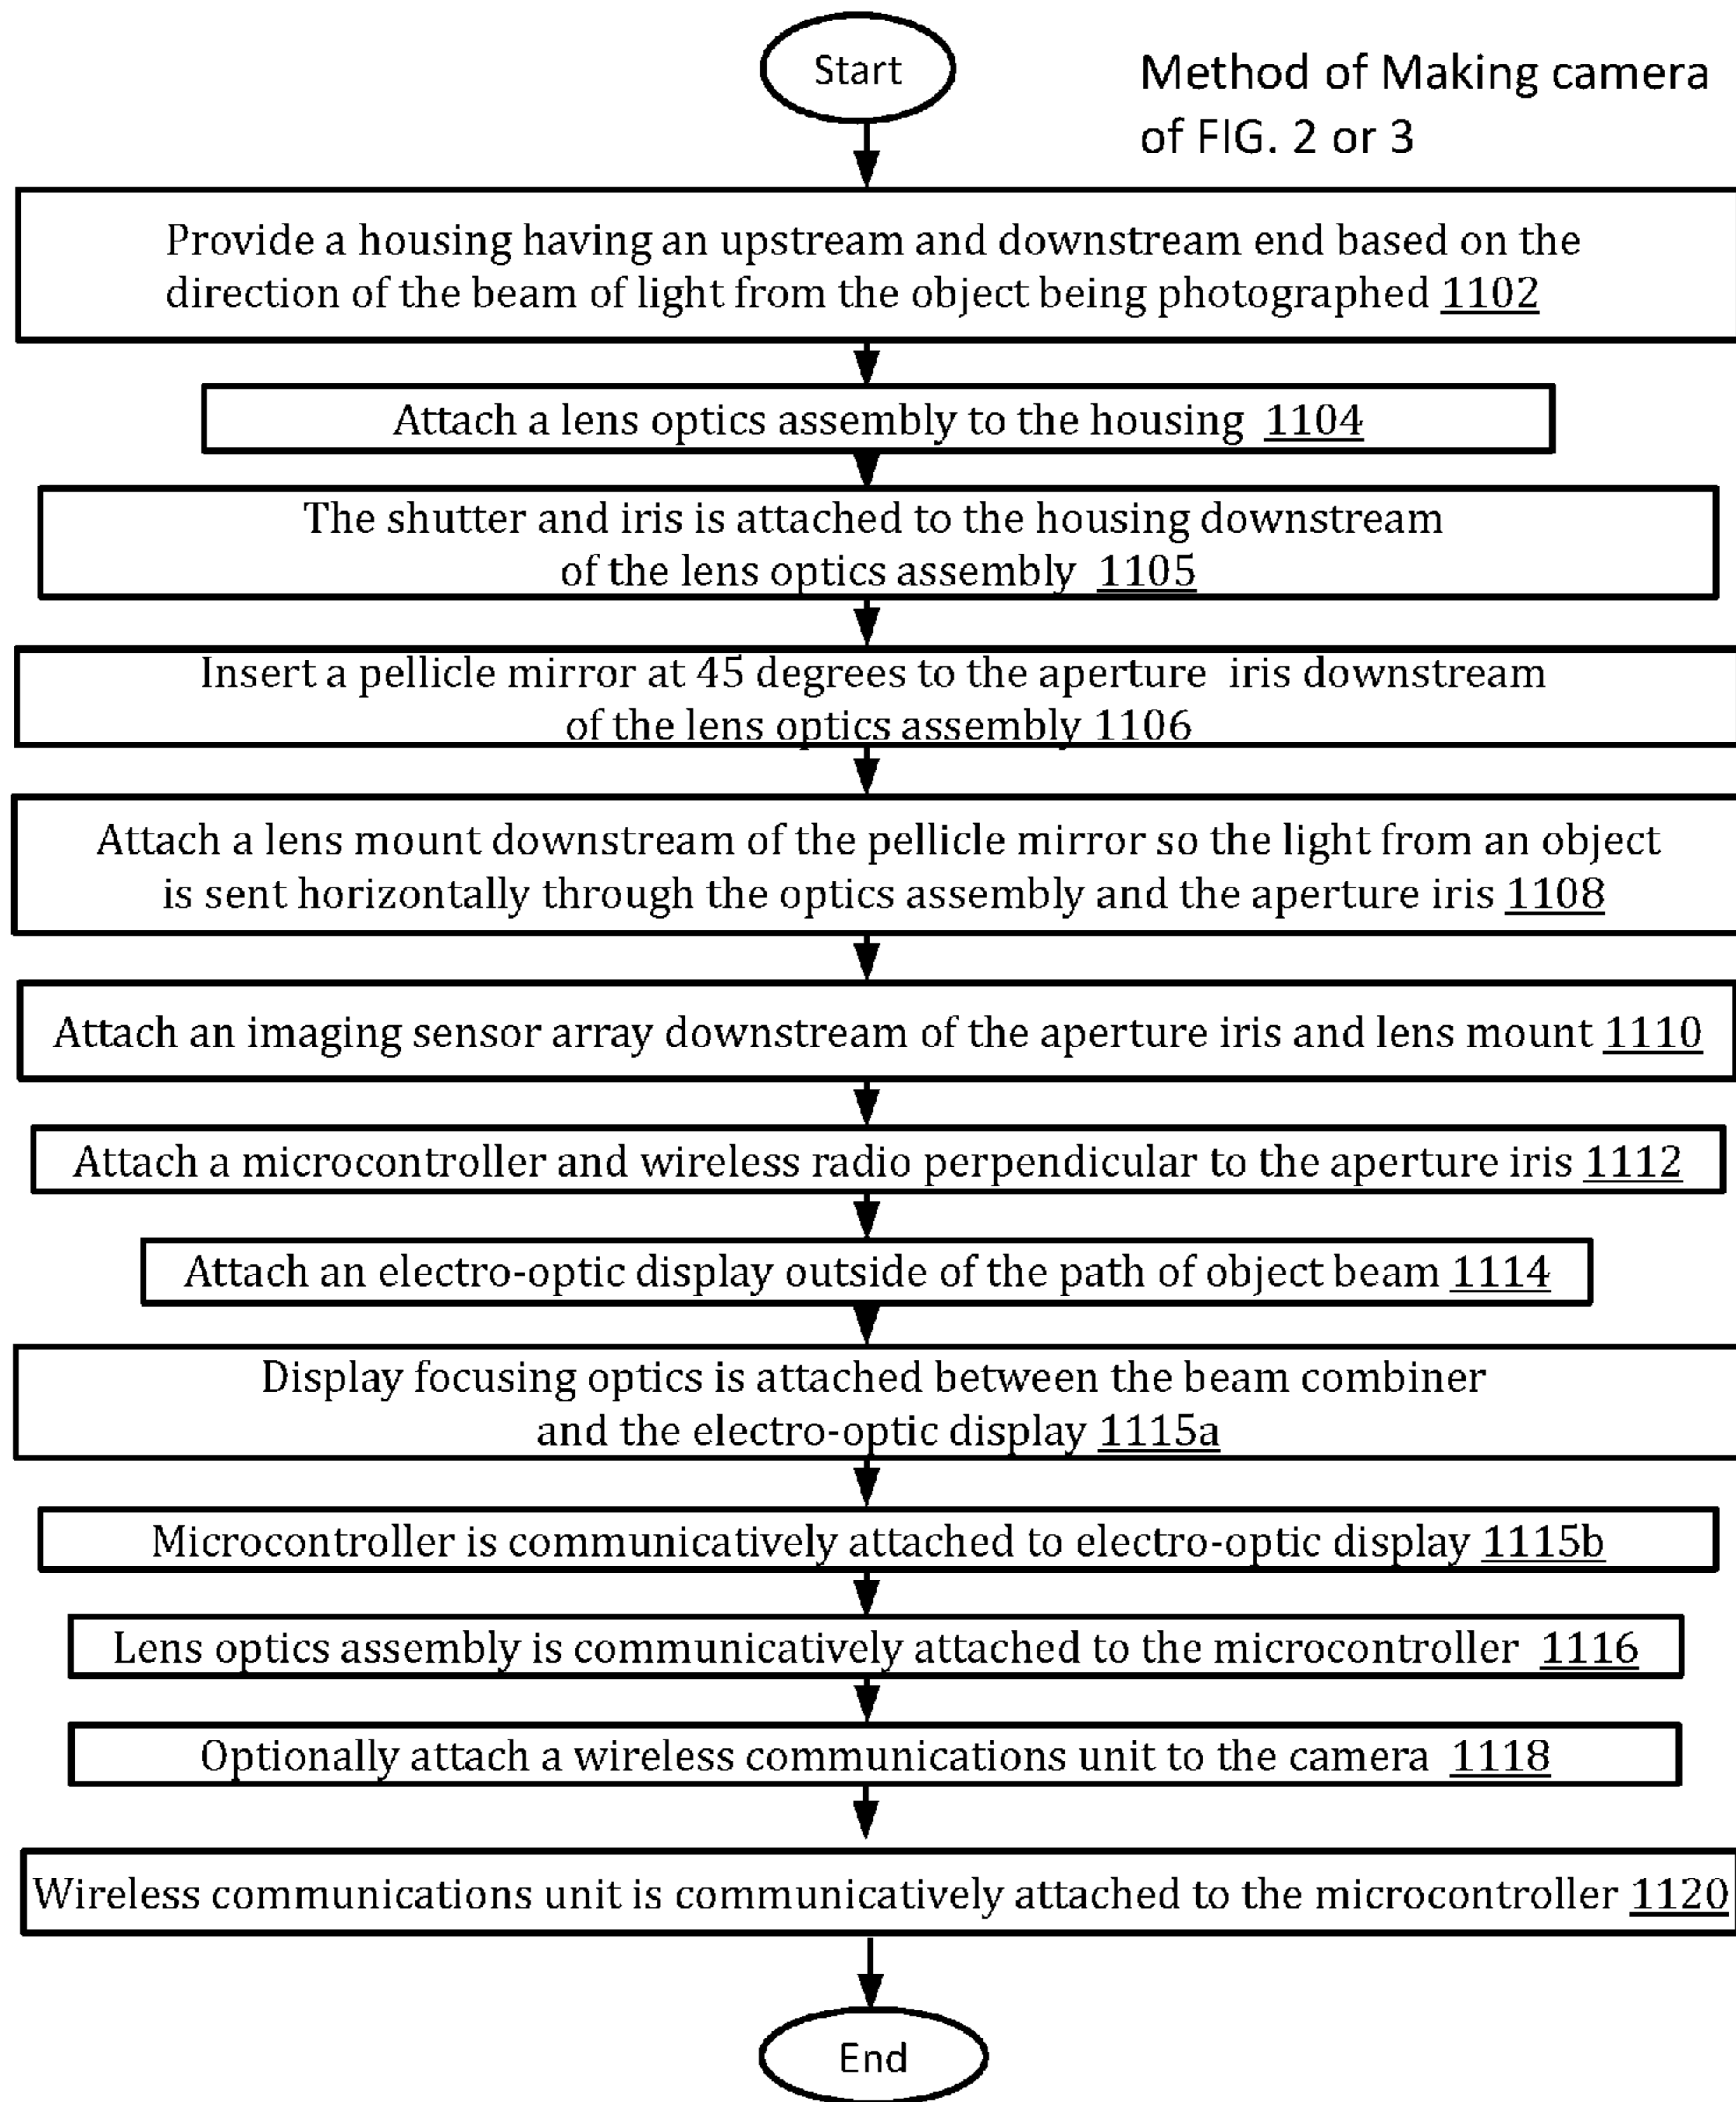 Start
Method of Making camera
of FIG. 2 or 3
Provide a housing having an upstream and downstream end based on the
direction of the beam of light from the object being photographed 1102
Attach a lens optics assembly to the housing 1104
The shutter and iris is attached to the housing downstream
of the lens optics assembly 1105
Insert a pellicle mirror at 45 degrees to the aperture iris downstream
of the lens optics assembly 1106
Attach a lens mount downstream of the pellicle mirror so the light from an object
is sent horizontally through the optics assembly and the aperture iris 1108
Attach an imaging sensor array downstream of the aperture iris and lens mount 1110
Attach a microcontroller and wireless radio perpendicular to the aperture iris 1112
Attach an electro-optic display outside of the path of object beam 1114
Display focusing optics is attached between the beam combiner
and the electro-optic display 1115a
Microcontroller is communicatively attached to electro-optic display 1115b
Lens optics assembly is communicatively attached to the microcontroller 1116
Optionally attach a wireless communications unit to the camera 1118
Wireless communications unit is communicatively attached to the microcontroller 1120
End